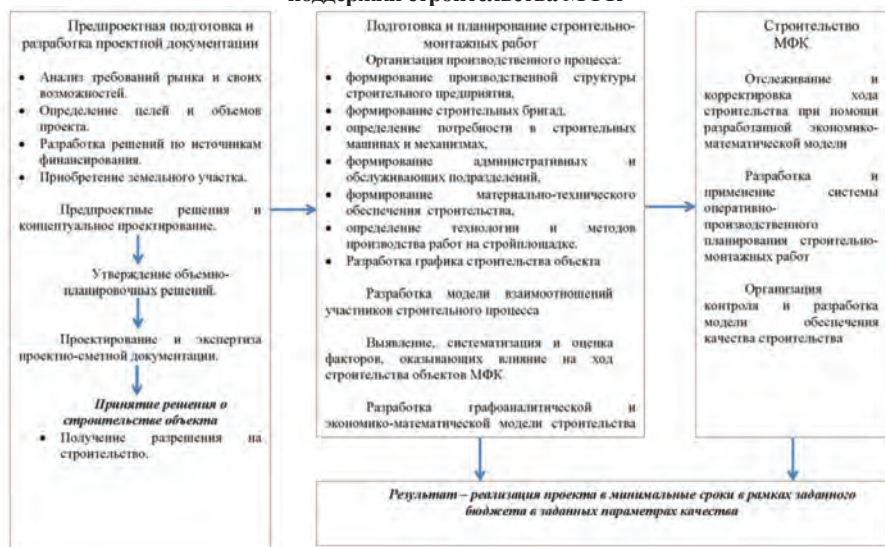 поддержки строительства МФК
Предпроектная подготовка и
разработка проектной документации
• Анализ требований рынка и своих
возможностей.
• Определение целей и объемов
проекта.
• Разработка решений по источникам
финансирования.
• Приобретение земельного участка.
Предпроектные решения и
концептуальное проектирование.
Утверждение объемно-
планировочных решений.
Проектирование и экспертиза
проектно-сметной документации.
Принятие решения о
строительстве объекта
• Получение разрешения на
строительство.
Подготовка и планирование строительно-
монтажных работ
Организация производственного процесса:
• формирование производственной структуры
строительного предприятия,
• формирование строительных бригад,
• определение потребности в строительных
машинах и механизмах,
• формирование административных и
обслуживающих подразделений,
• формирование материально-технического
обеспечения строительства,
• определение технологии и методов
производства работ на стройплощадке.
• Разработка графика строительства объекта
Разработка модели взаимоотношений
участников строительного процесса
Выявление, систематизация и оценка
факторов, оказывающих влияние на ход
строительства объектов МФК
Разработка графоаналитической и
экономико-математической модели строительства
Строительство
МФК
Отслеживание и
корректировка хода
строительства при помощи
разработанной экономико-
математической модели
Разработка и
применение системы
оперативно-
производственного
планирования строительно-
монтажных работ
Организация
контроля и разработка
модели обеспечения
качества строительства
Результат – реализация проекта в минимальные сроки в рамках заданного
бюджета в заданных параметрах качества